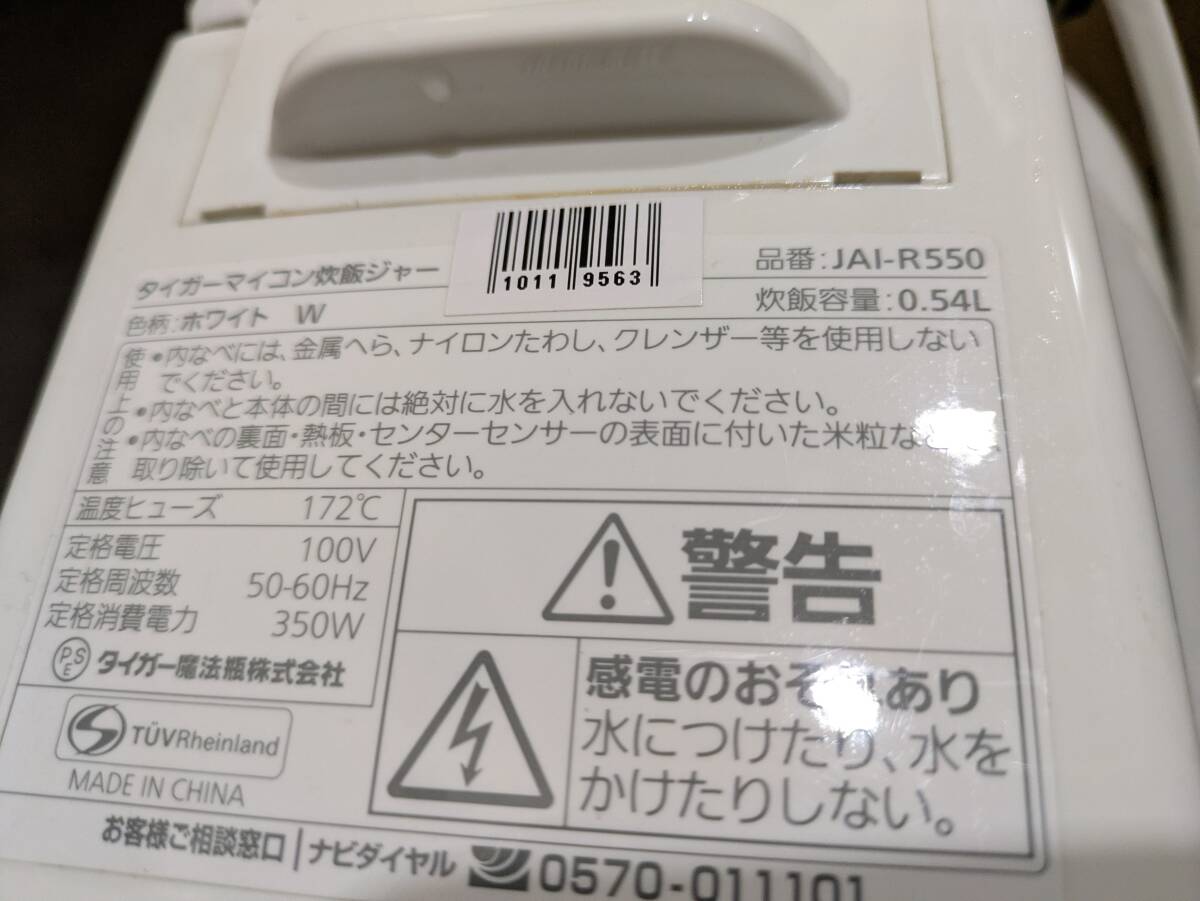 1011 9563
タイガーマイコン炊飯ジャー
品番:JAI-R550
色柄:ホワイト W
炊飯容量:0.54L
使用上の注意
•内なべには、金属へら、ナイロンたわし、クレンザー等を使用しない
でください。
•内なべと本体の間には絶対に水を入れないでください。
•内なべの裏面・熱板・センターセンサーの表面に付いた米粒な
取り除いて使用してください。
温度ヒューズ 172℃
定格電圧 100V
定格周波数 50-60Hz
定格消費電力 350W
PSE タイガー魔法瓶株式会社
TÜVRheinland
MADE IN CHINA
警告
感電のおそれあり
水につけたり、水を
かけたりしない。
お客様ご相談窓口 | ナビダイヤル 0570-011101